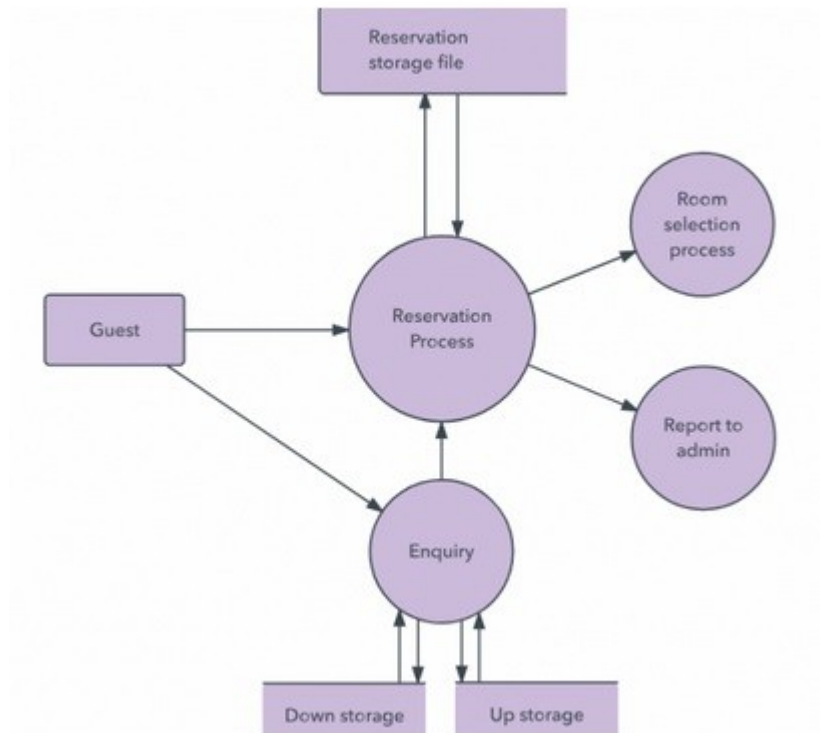 Reservation
storage file
Room
selection
process
Guest
Reservation
Process
Report to
admin
Enquiry
Down storage
Up storage